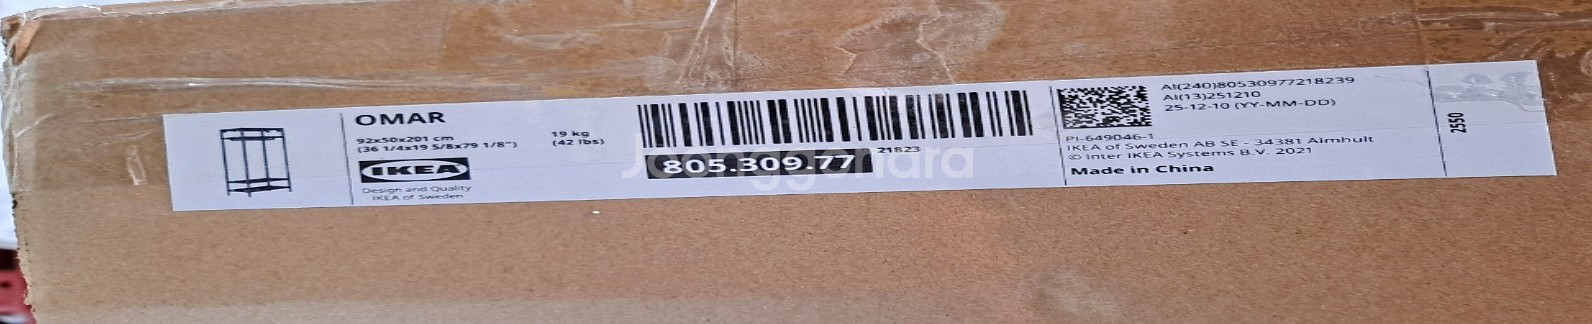 OMAR
92x50x201 cm
(36 1/4x19 5/8x79 1/8")
19 kg
(42 lbs)
IKEA
Design and Quality
IKEA of Sweden
805.309.77
21823
Joonggonara
AI(240)80530977218239
AI(13)251210
25-12-10 (YY-MM-DD)
PI-649046-1
IKEA of Sweden AB SE - 34381 Älmhult
© Inter IKEA Systems B.V. 2021
Made in China
2550